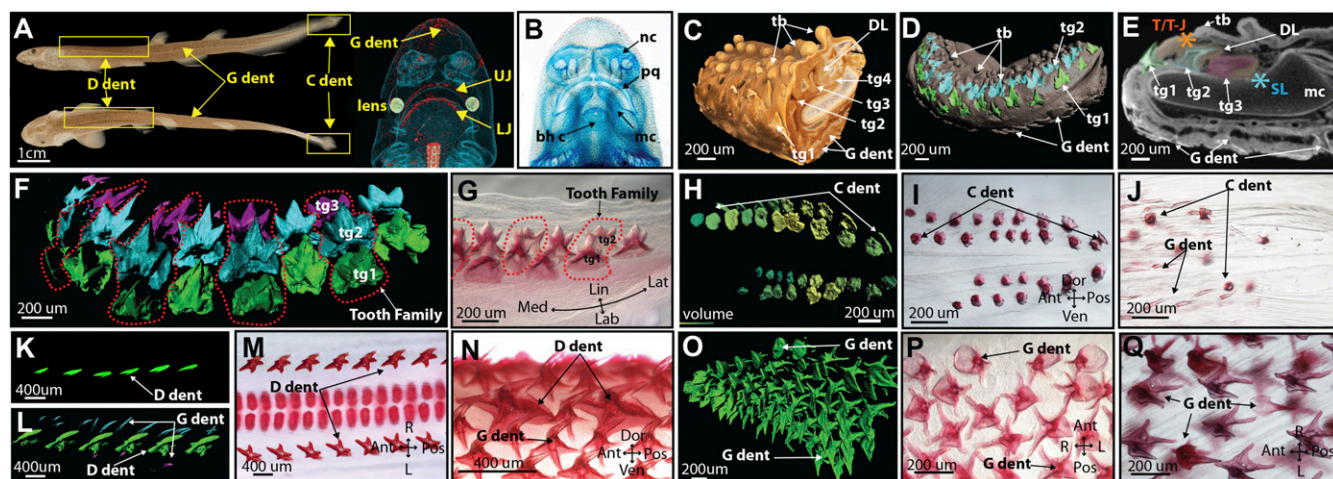 A
D dent
G dent
C dent
1cm
G dent
UJ
lens
LJ
B
nc
pq
bh c
mc
C
tb
DL
tg4
tg3
tg2
tg1
G dent
200 um
D
tb
tg2
tg1
G dent
200 um
E
T/T-J
tb
DL
tg1
tg2
tg3
SL
mc
G dent
200 um
F
tg3
tg2
tg1
Tooth Family
200 um
G
Tooth Family
tg2
tg1
Lin
Lat
Med
Lab
200 um
H
C dent
volume
200 um
I
C dent
Dor
Ant
Pos
Ven
200 um
J
C dent
G dent
200um
K
D dent
400um
L
G dent
D dent
400um
M
D dent
R
Ant
Pos
L
400 um
N
D dent
G dent
Dor
Ant
Pos
Ven
400 um
O
G dent
G dent
200um
P
G dent
Ant
R
L
Pos
G dent
200 um
Q
G dent
R
Ant
Pos
L
200 um